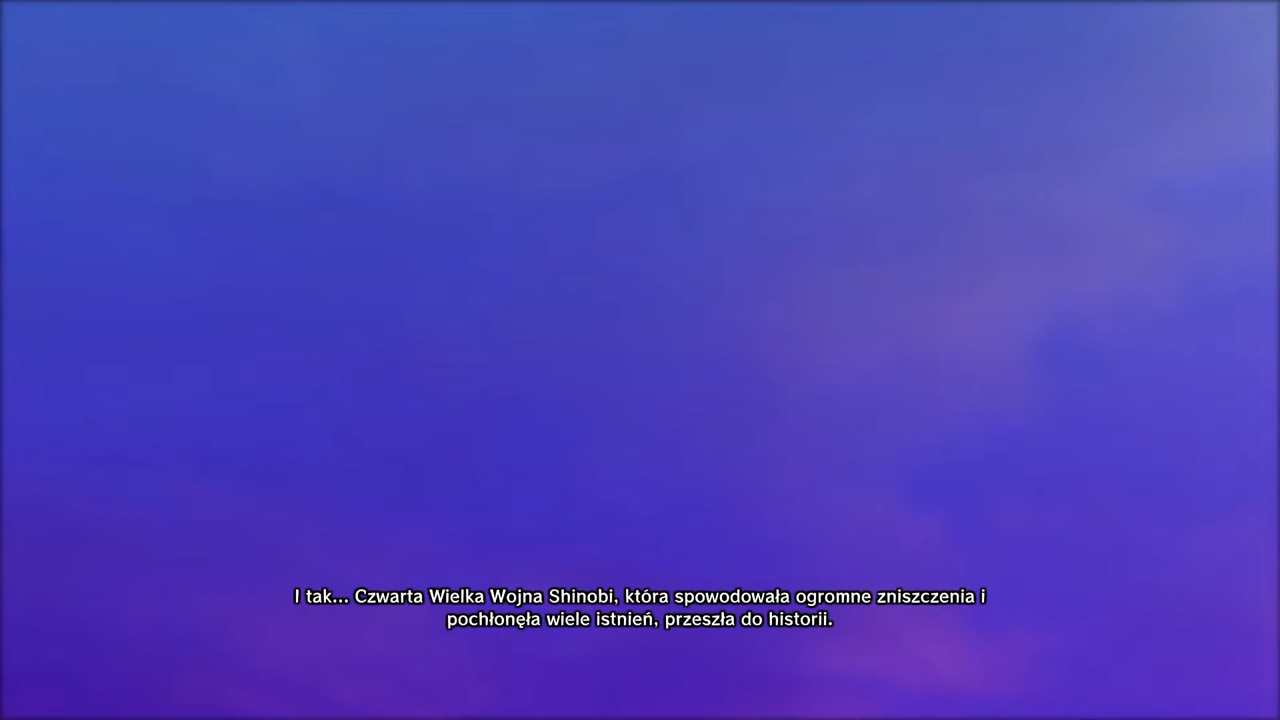 I tak... Czwarta Wielka Wojna Shinobi, która spowodowała ogromne zniszczenia i
pochłonęła wiele istnień, przeszła do historii.